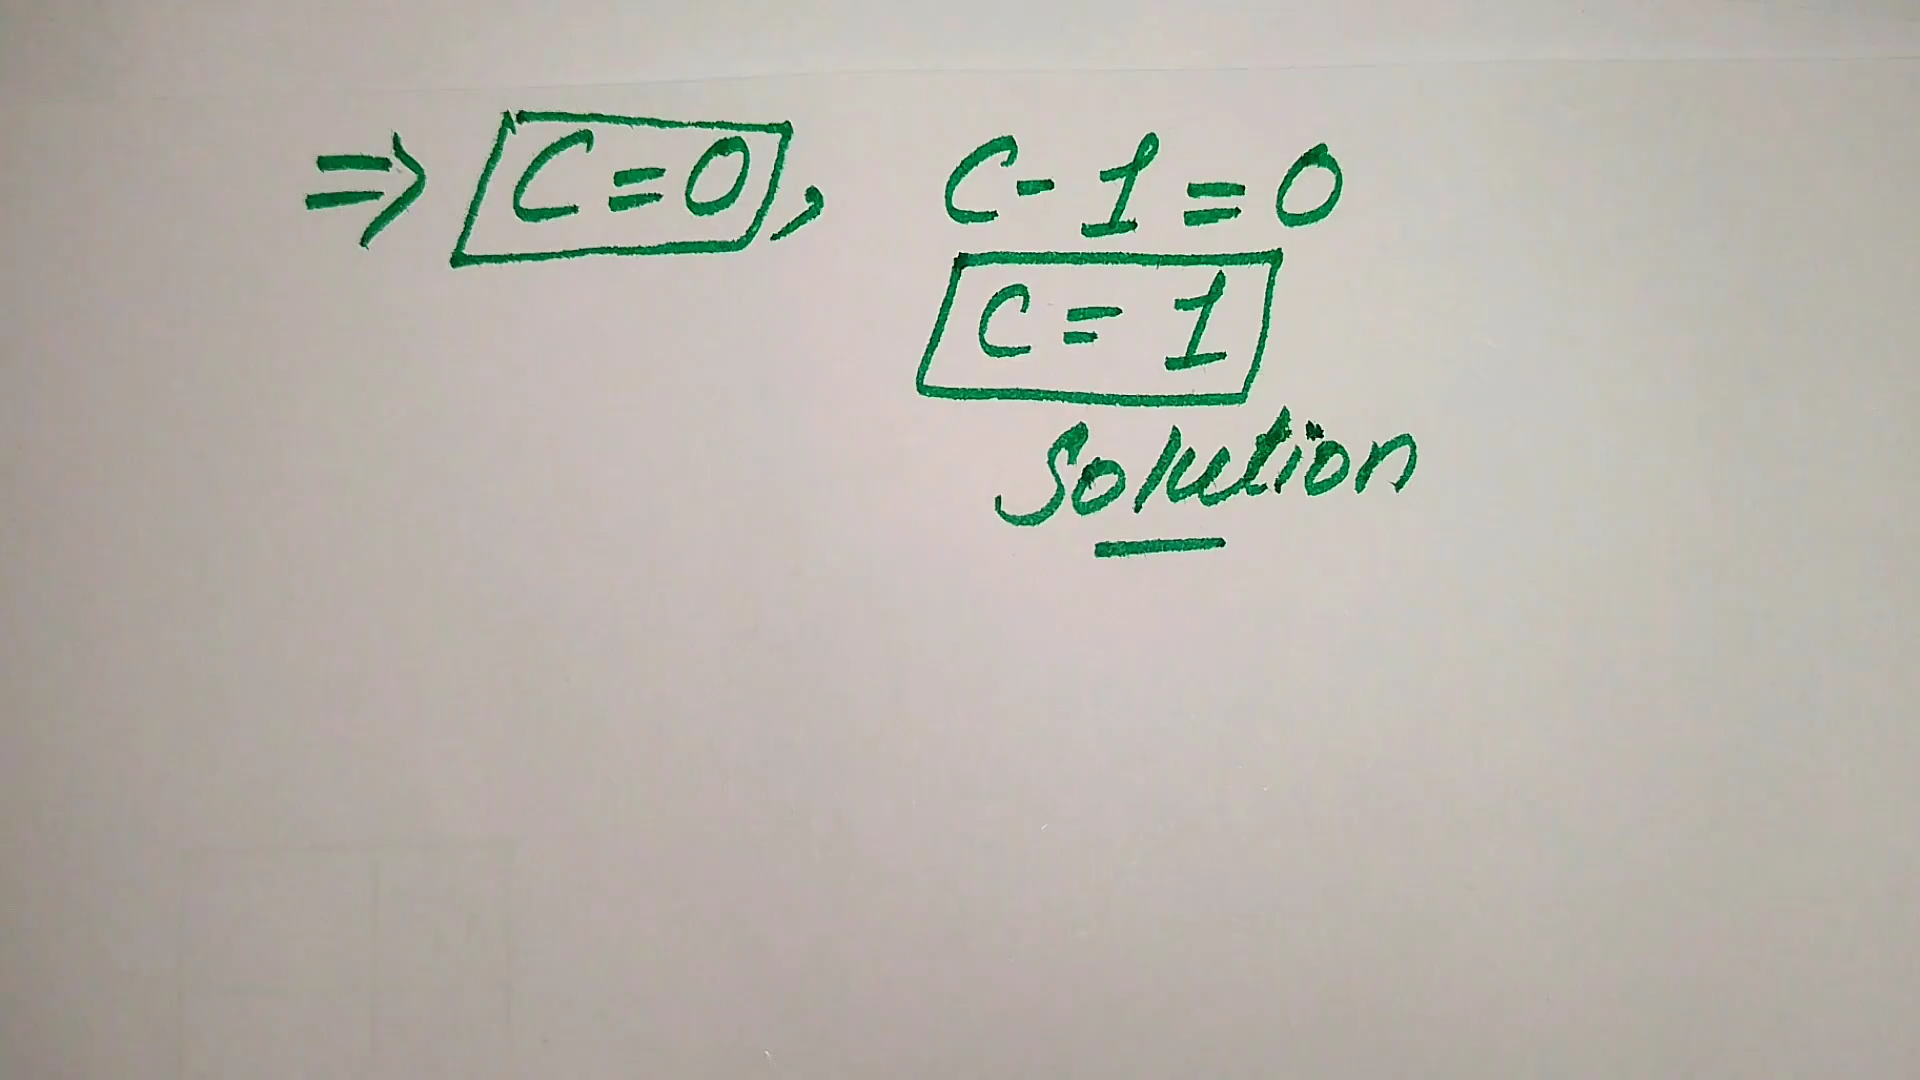 ⇒ C=0, C-1=0
C=1
Solution